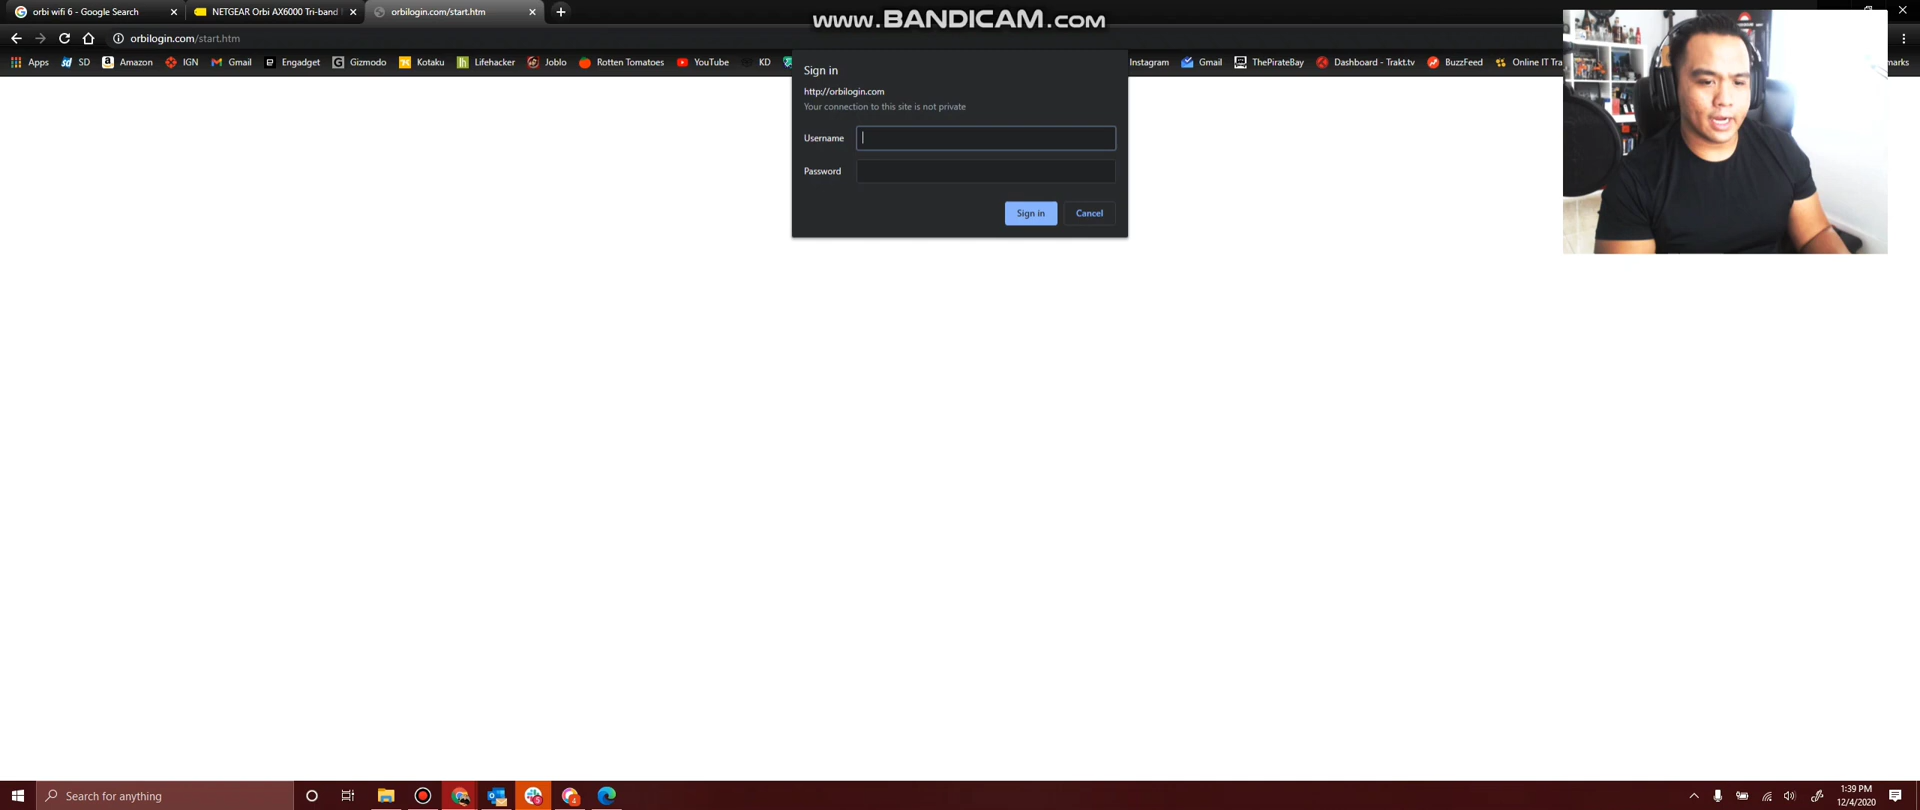 orbi wifi 6 - Google Search
NETGEAR Orbi AX6000 Tri-band
orbilogin.com/start.htm
www.BANDICAM.com
orbilogin.com/start.htm
Apps SD Amazon IGN Gmail Engadget Gizmodo Kotaku Lifehacker Joblo Rotten Tomatoes YouTube KD Instagram Gmail ThePirateBay Dashboard - Trakt.tv BuzzFeed Online IT Tra marks
Sign in
http://orbilogin.com
Your connection to this site is not private
Username
Password
Sign in Cancel
Search for anything
1:39 PM
12/4/2020